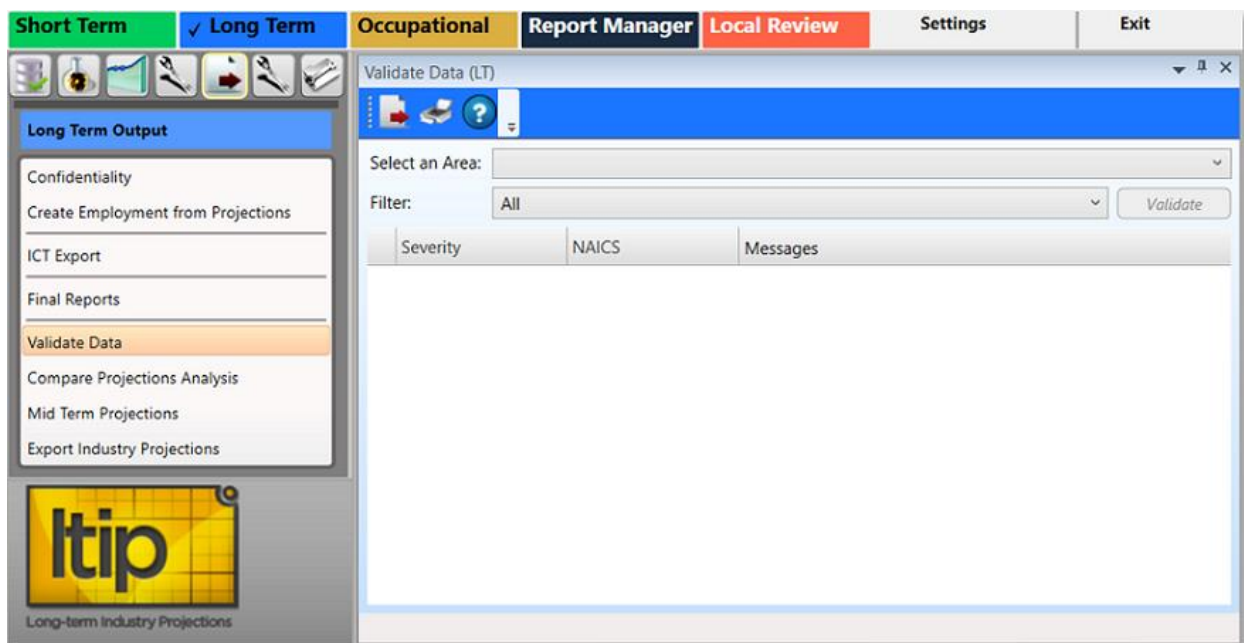 Short Term ✓ Long Term Occupational Report Manager Local Review Settings Exit
Validate Data (LT)
Long Term Output
Confidentiality
Create Employment from Projections
ICT Export
Final Reports
Validate Data
Compare Projections Analysis
Mid Term Projections
Export Industry Projections
ltip
Long-term Industry Projections
?
Select an Area:
Filter: All Validate
Severity NAICS Messages